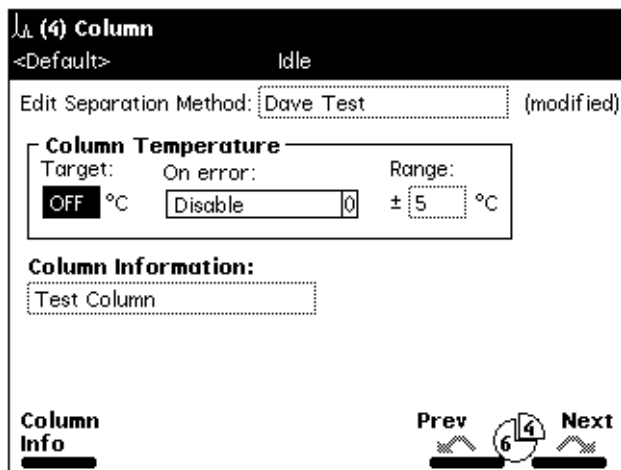 (4) Column
<Default> Idle
Edit Separation Method: Dave Test (modified)
Column Temperature
Target: On error: Range:
OFF °C Disable 0 ± 5 °C
Column Information:
Test Column
Column Info
Prev 6 4 Next